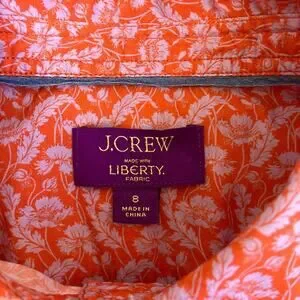 J.CREW
MADE WITH
LIBERTY.
FABRIC
8
MADE IN
CHINA